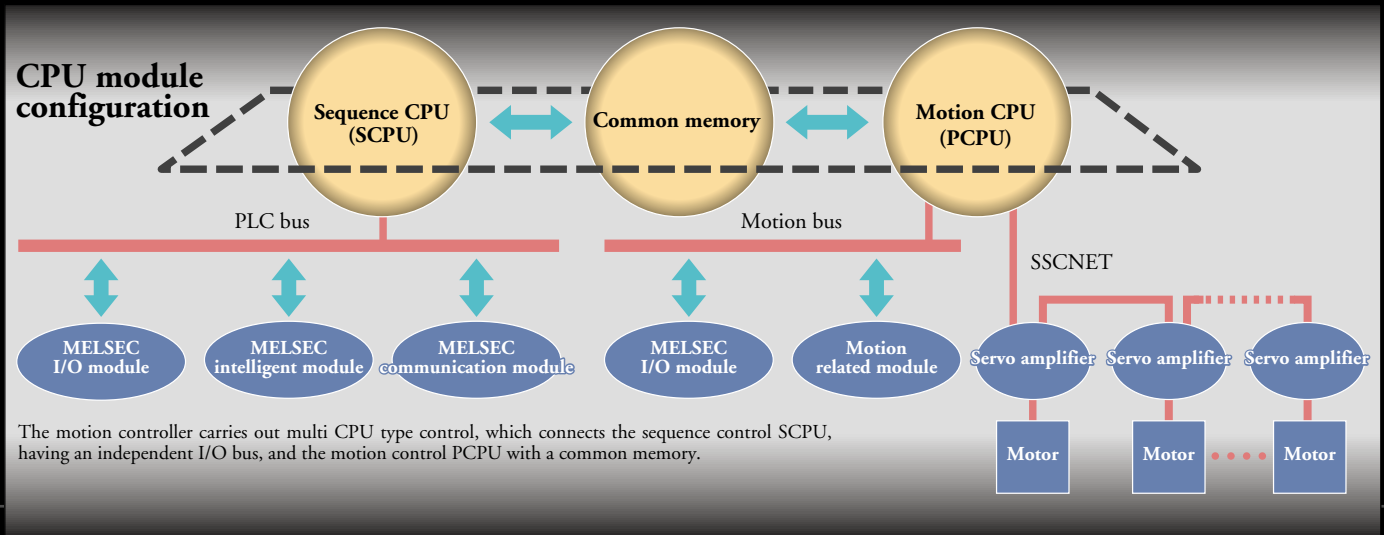 CPU module
configuration
Sequence CPU
(SCPU)
Common memory
Motion CPU
(PCPU)
PLC bus
Motion bus
SSCNET
MELSEC
I/O module
MELSEC
intelligent module
MELSEC
communication module
MELSEC
I/O module
Motion
related module
Servo amplifier
Servo amplifier
Servo amplifier
The motion controller carries out multi CPU type control, which connects the sequence control SCPU,
having an independent I/O bus, and the motion control PCPU with a common memory.
Motor
Motor
Motor